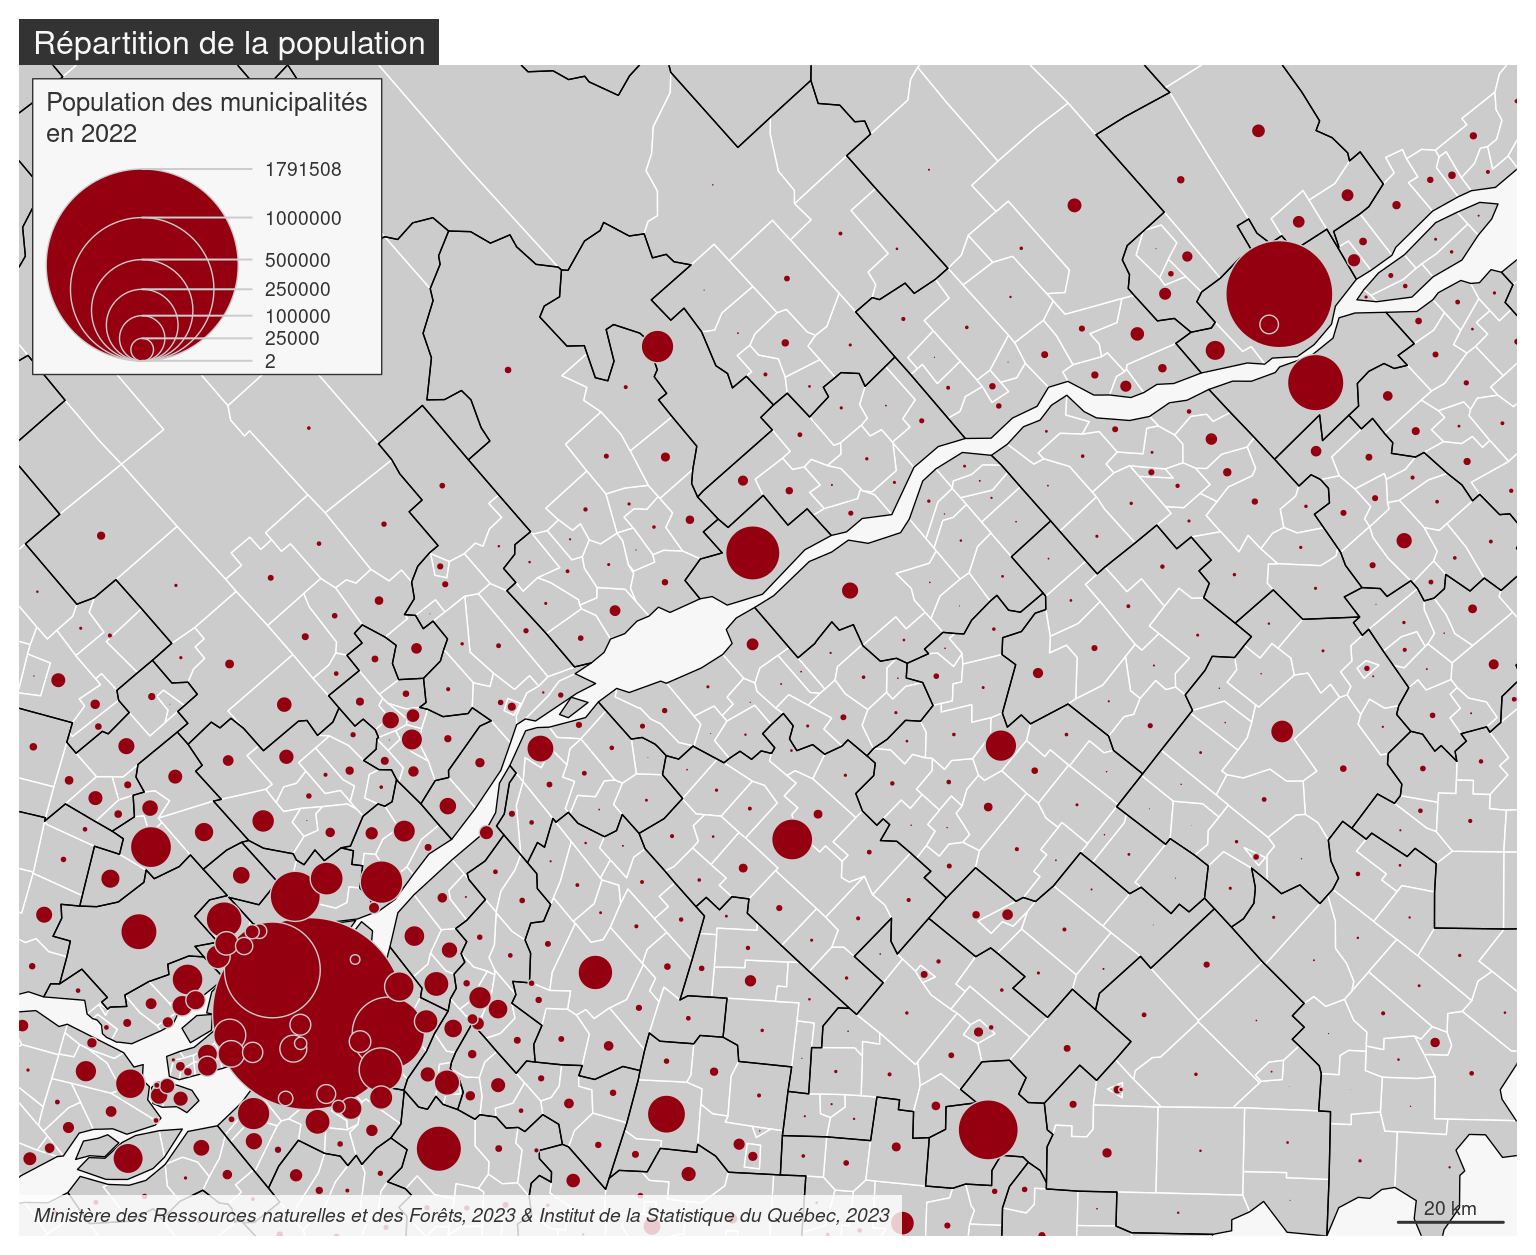 Répartition de la population
Population des municipalités
en 2022
1791508
1000000
500000
250000
100000
25000
2
20 km
Ministère des Ressources naturelles et des Forêts, 2023 & Institut de la Statistique du Québec, 2023